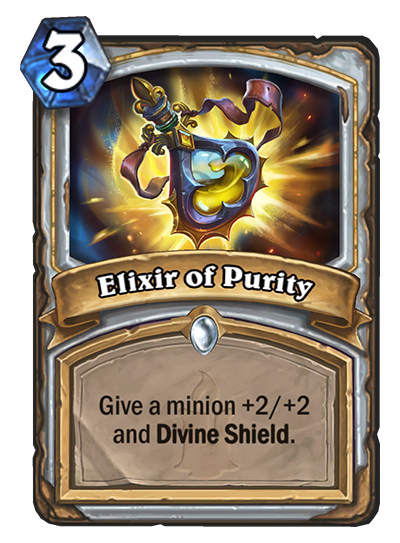 3
Elixir of Purity
Give a minion +2/+2
and Divine Shield.